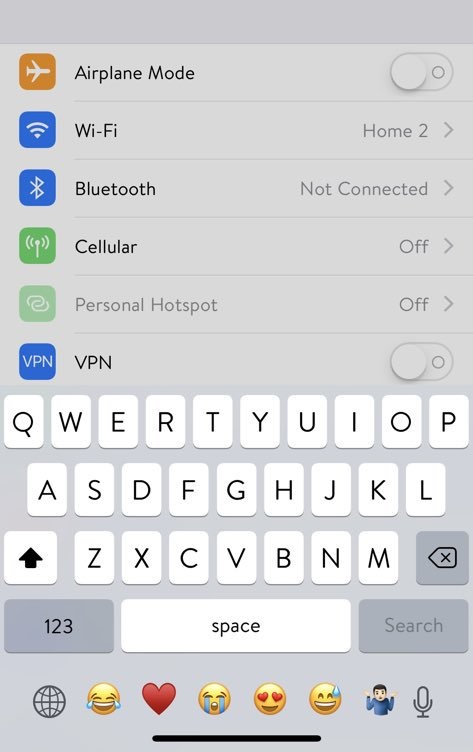 Airplane Mode
Wi-Fi Home 2
Bluetooth Not Connected
Cellular Off
Personal Hotspot Off
VPN VPN
Q W E R T Y U I O P
A S D F G H J K L
Z X C V B N M
123 space Search